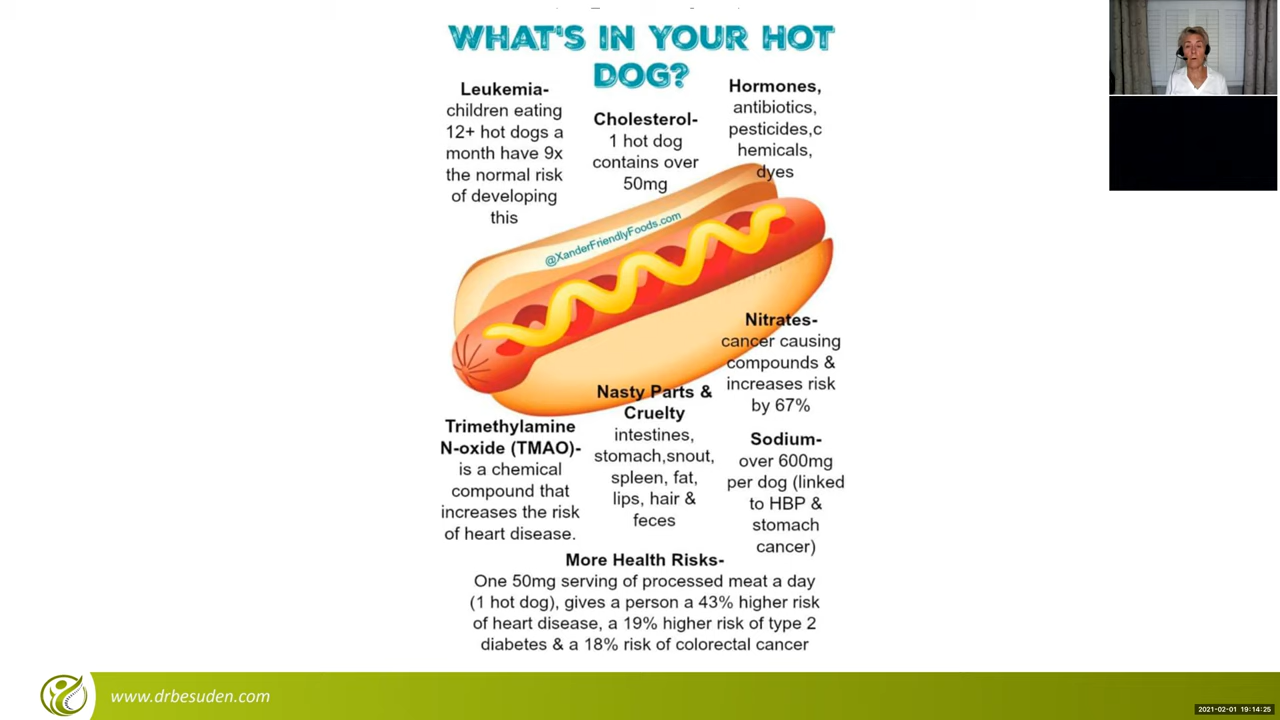 WHAT'S IN YOUR HOT
DOG?
Leukemia-
children eating
12+ hot dogs a
month have 9x
the normal risk
of developing
this
Cholesterol-
1 hot dog
contains over
50mg
Hormones,
antibiotics,
pesticides,c
hemicals,
dyes
@XanderFriendlyFoods.com
Nitrates-
cancer causing
compounds &
increases risk
by 67%
Trimethylamine
N-oxide (TMAO)-
is a chemical
compound that
increases the risk
of heart disease.
Nasty Parts &
Cruelty
intestines,
stomach,snout,
spleen, fat,
lips, hair &
feces
Sodium-
over 600mg
per dog (linked
to HBP &
stomach
cancer)
More Health Risks-
One 50mg serving of processed meat a day
(1 hot dog), gives a person a 43% higher risk
of heart disease, a 19% higher risk of type 2
diabetes & a 18% risk of colorectal cancer
www.drbesuden.com
2021-02-01 19:14:25